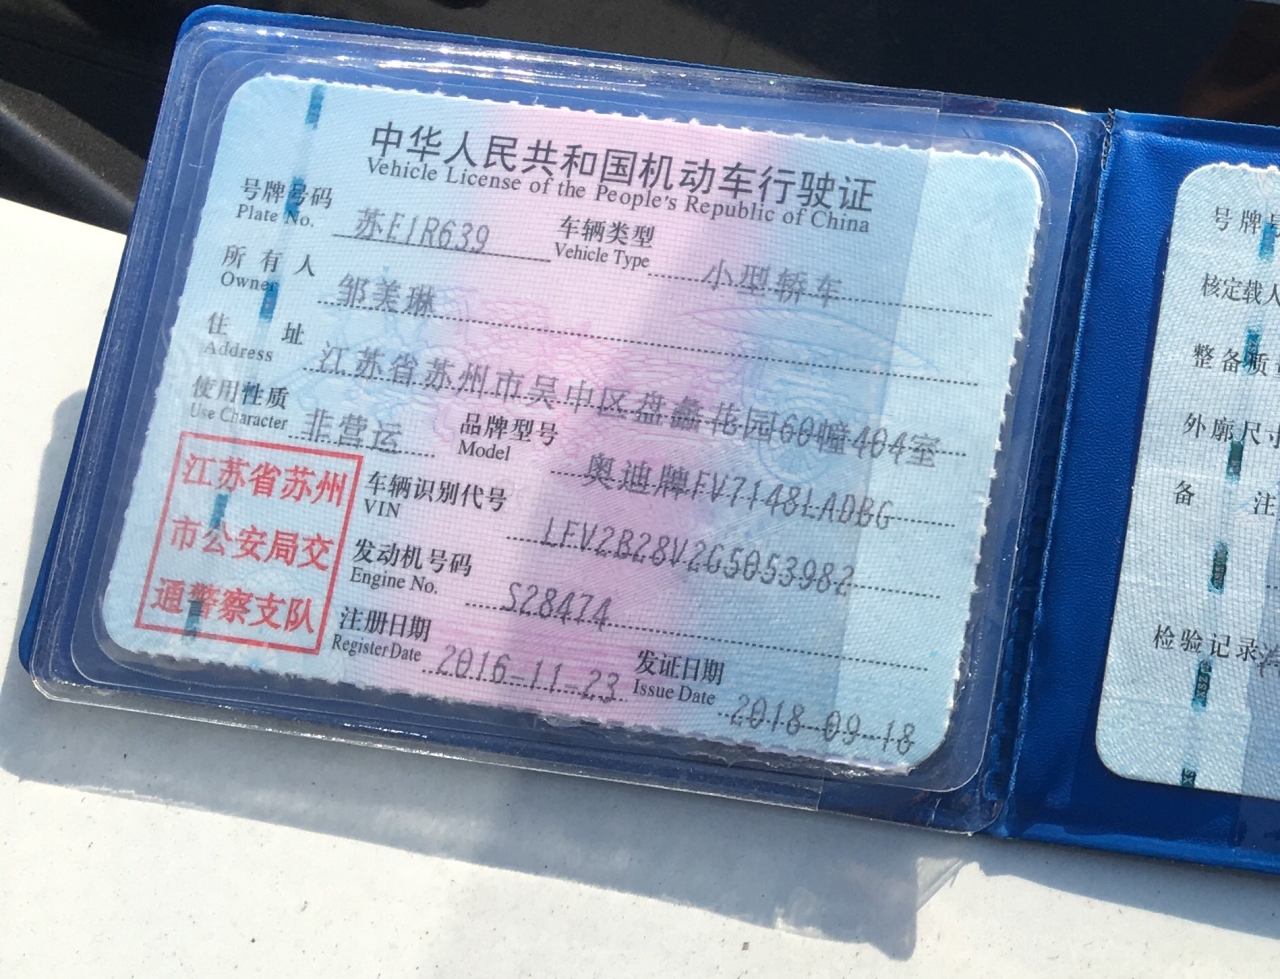 中华人民共和国机动车行驶证
Vehicle License of the People's Republic of China
号牌号码 苏E1R639 车辆类型 小型轿车
Plate No. Vehicle Type
所有人 邹美琳
Owner
住址 江苏省苏州市吴中区盘蠡花园60幢404室
Address
使用性质 非营运 品牌型号 奥迪牌FV7148LADBG
Use Character Model
江苏省苏州
市公安局交
通警察支队
车辆识别代号 LFV2B28V2G5053982
VIN
发动机号码 S28474
Engine No.
注册日期 2016-11-23 发证日期 2018-09-18
Register Date Issue Date
号牌号
核定载人
整备质量
外廓尺寸
备 注
检验记录